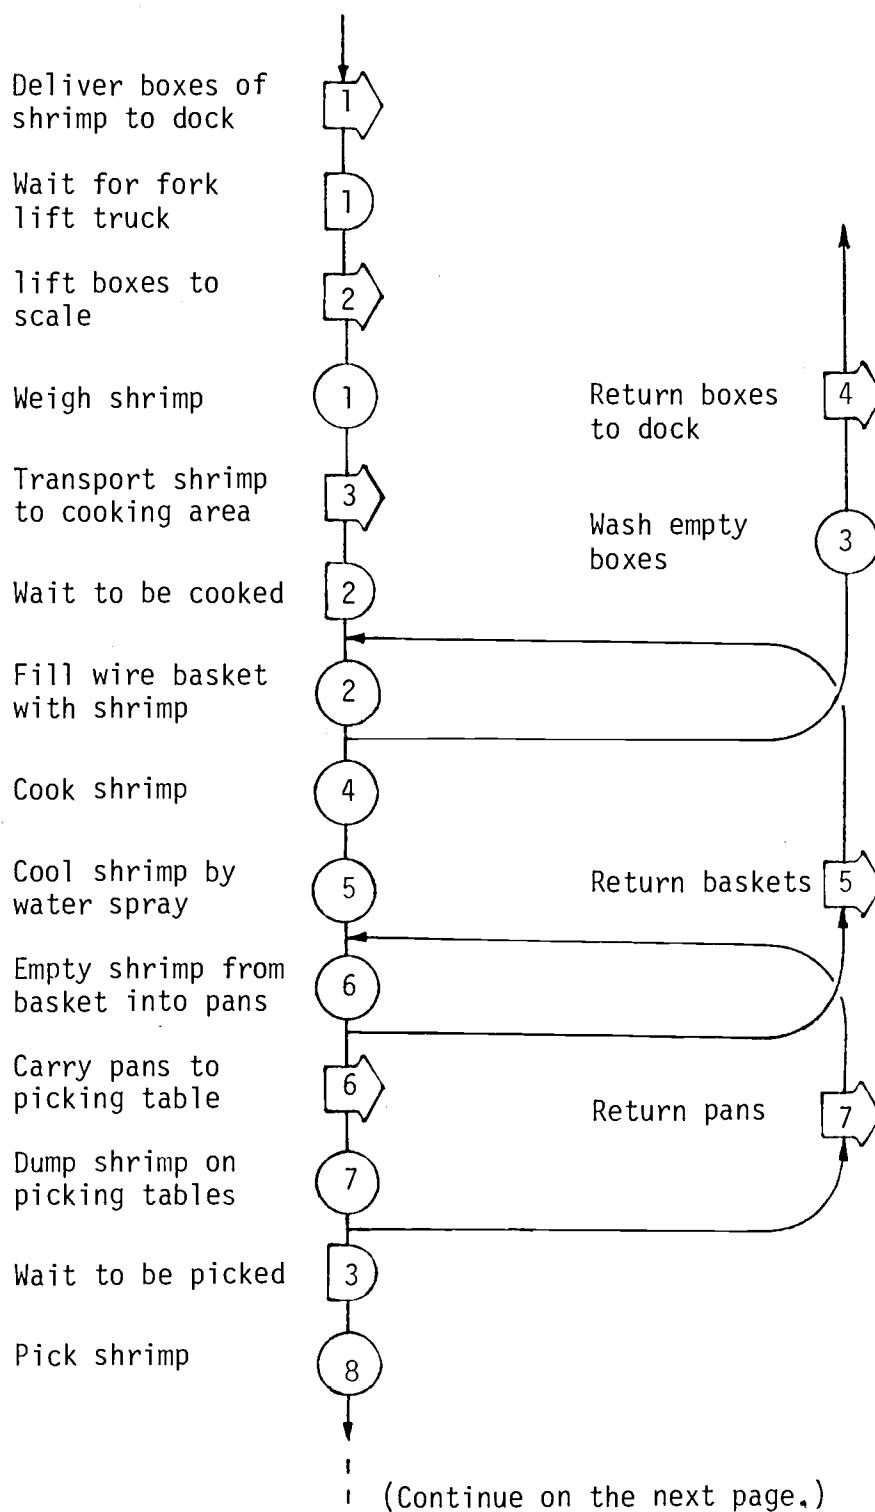 Deliver boxes of
shrimp to dock
1
Wait for fork
lift truck
1
lift boxes to
scale
2
Weigh shrimp
1
Transport shrimp
to cooking area
3
Wait to be cooked
2
Fill wire basket
with shrimp
2
Return boxes
to dock
4
Wash empty
boxes
3
Cook shrimp
4
Cool shrimp by
water spray
5
Return baskets
5
Empty shrimp from
basket into pans
6
Carry pans to
picking table
6
Return pans
7
Dump shrimp on
picking tables
7
Wait to be picked
3
Pick shrimp
8
(Continue on the next page.)